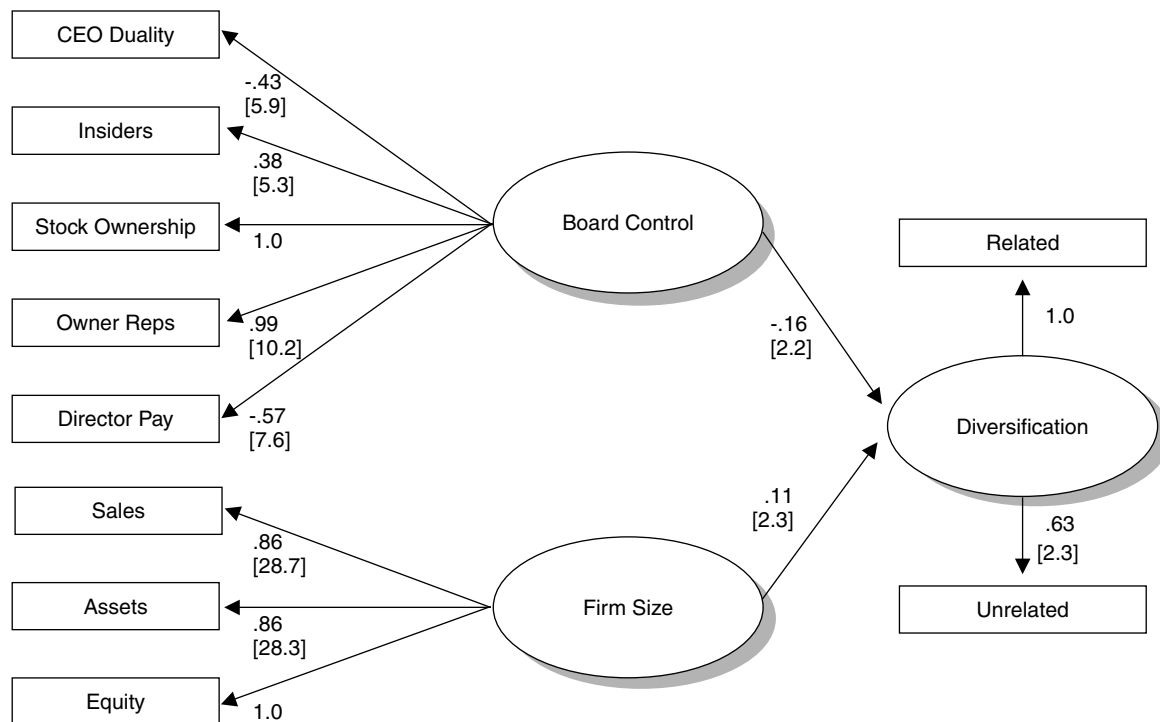 CEO Duality
-.43
[5.9]
Insiders
.38
[5.3]
Stock Ownership
1.0
Owner Reps
.99
[10.2]
Director Pay
-.57
[7.6]
Sales
.86
[28.7]
Assets
.86
[28.3]
Equity
1.0
Board Control
-.16
[2.2]
Firm Size
.11
[2.3]
Related
1.0
Diversification
.63
[2.3]
Unrelated